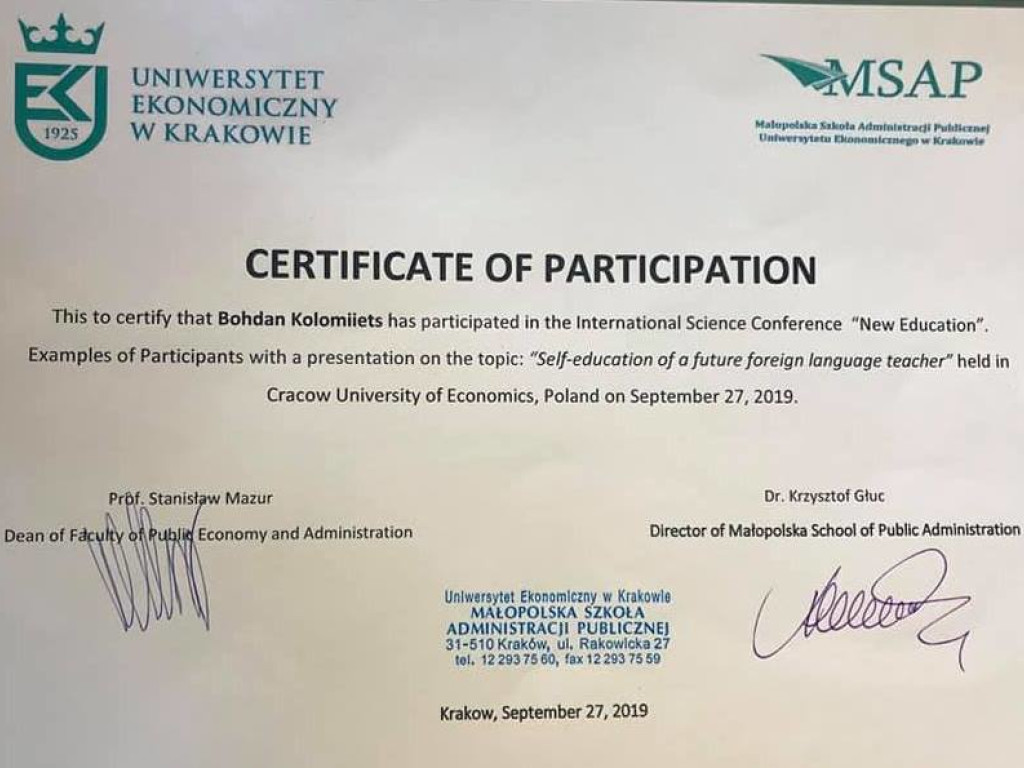 EK
1925
UNIWERSYTET
EKONOMICZNY
W KRAKOWIE
MSAP
Małopolska Szkoła Administracji Publicznej
Uniwersytetu Ekonomicznego w Krakowie
CERTIFICATE OF PARTICIPATION
This to certify that Bohdan Kolomiiets has participated in the International Science Conference “New Education”.
Examples of Participants with a presentation on the topic: “Self-education of a future foreign language teacher” held in
Cracow University of Economics, Poland on September 27, 2019.
Prof. Stanisław Mazur
Dean of Faculty of Public Economy and Administration
Dr. Krzysztof Głuc
Director of Małopolska School of Public Administration
Uniwersytet Ekonomiczny w Krakowie
MAŁOPOLSKA SZKOŁA
ADMINISTRACJI PUBLICZNEJ
31-510 Kraków, ul. Rakowicka 27
tel. 12 293 75 60, fax 12 293 75 59
Krakow, September 27, 2019